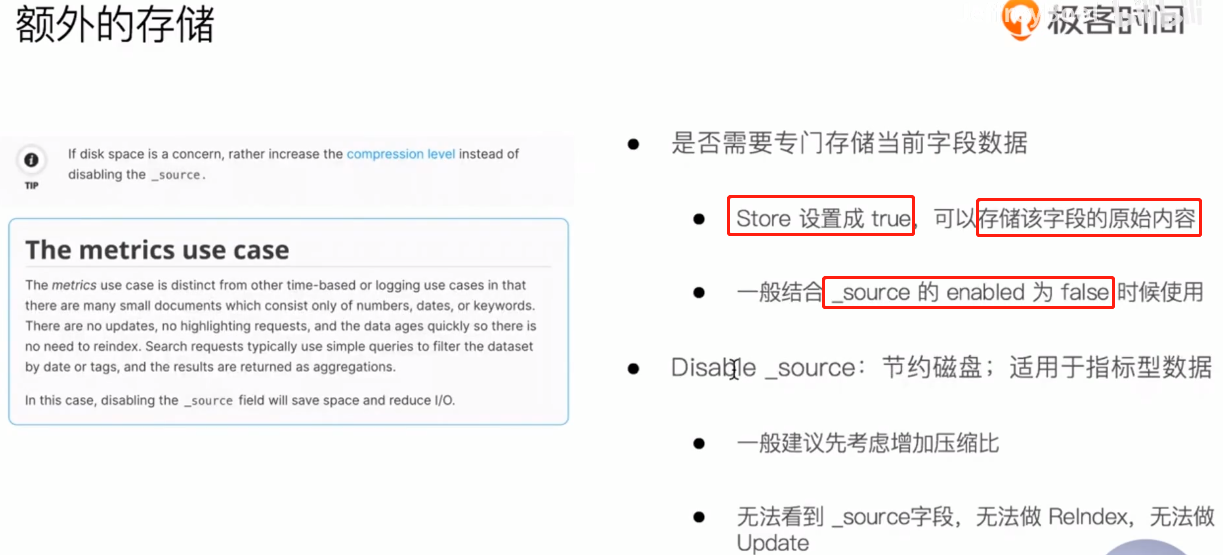 额外的存储
极客时间
If disk space is a concern, rather increase the compression level instead of
disabling the _source.
TIP
The metrics use case
The metrics use case is distinct from other time-based or logging use cases in that
there are many small documents which consist only of numbers, dates, or keywords.
There are no updates, no highlighting requests, and the data ages quickly so there is
no need to reindex. Search requests typically use simple queries to filter the dataset
by date or tags, and the results are returned as aggregations.
In this case, disabling the _source field will save space and reduce I/O.
● 是否需要专门存储当前字段数据
● Store 设置成 true，可以存储该字段的原始内容
● 一般结合 _source 的 enabled 为 false 时候使用
● Disable _source：节约磁盘；适用于指标型数据
● 一般建议先考虑增加压缩比
● 无法看到 _source字段，无法做 ReIndex，无法做
Update